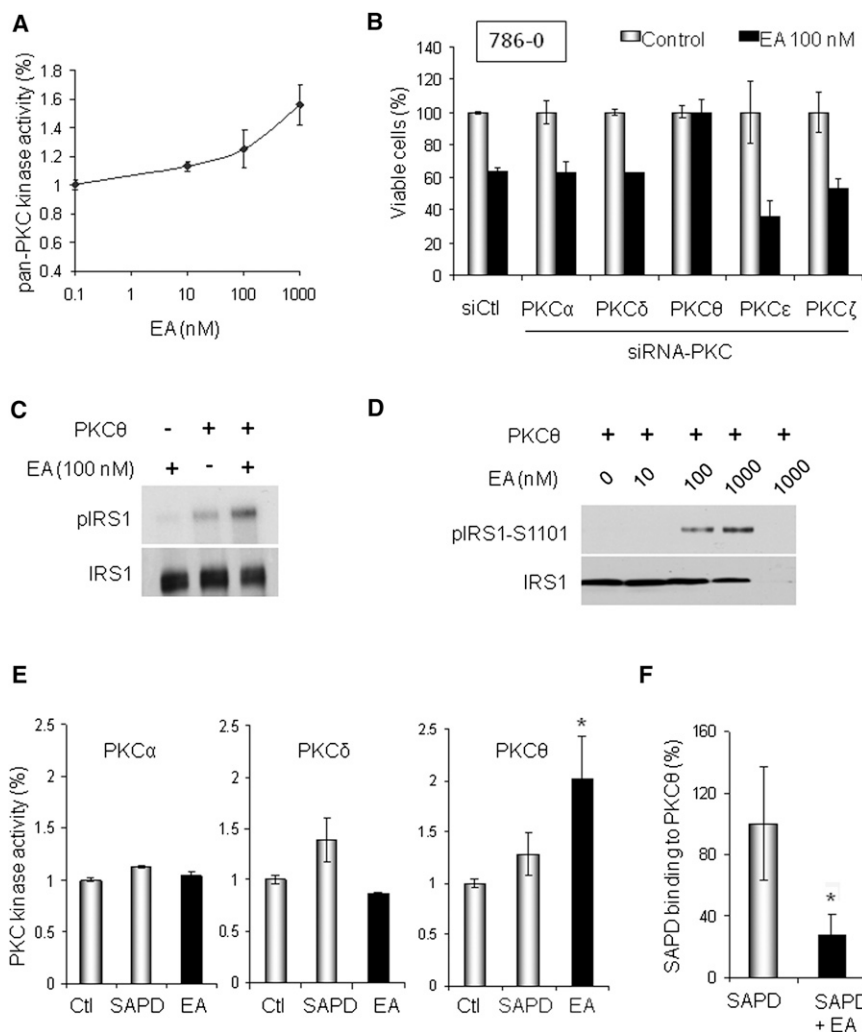 A
pan-PKC kinase activity (%)
1.8
1.6
1.4
1.2
1
0.8
0.6
0.4
0.1 1 10 100 1000
EA (nM)
B
786-0
Control EA 100 nM
Viable cells (%)
140
120
100
80
60
40
20
0
siCtl PKCα PKCδ PKCθ PKCε PKCζ
siRNA-PKC
C
PKCθ - + +
EA (100 nM) + - +
pIRS1
IRS1
D
PKCθ + + + + +
EA (nM) 0 10 100 1000 1000
pIRS1-S1101
IRS1
E
PKC kinase activity (%)
2.5
2
1.5
1
0.5
0
PKCα
Ctl SAPD EA
2.5
2
1.5
1
0.5
0
PKCδ
Ctl SAPD EA
2.5
2
1.5
1
0.5
0
PKCθ
*
Ctl SAPD EA
F
SAPD binding to PKCθ (%)
160
120
80
40
0
*
SAPD SAPD
+ EA